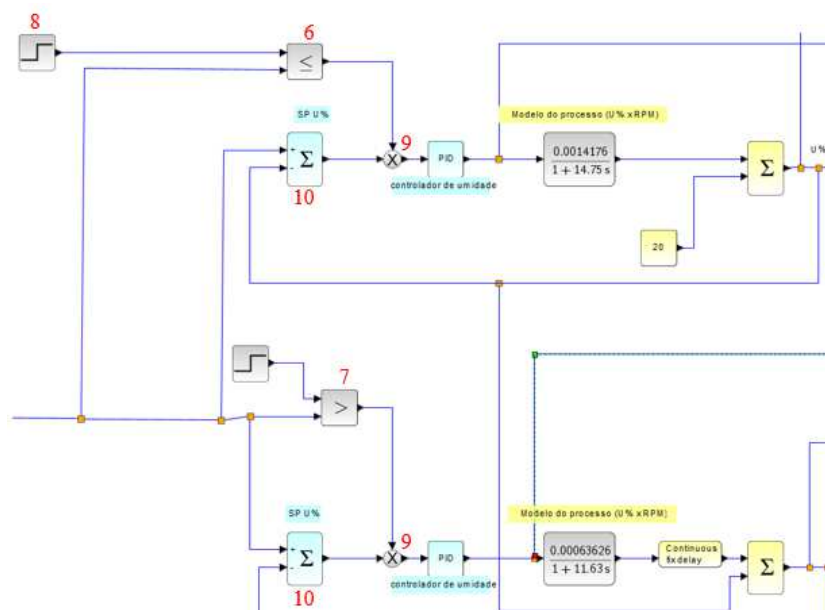 8
6
≤
SP U%
Modelo do processo (U% x RPM)
+
-
Σ
9
X
PID
0.0014176
1 + 14.75 s
Σ
U%
10
controlador de umidade
20
7
>
SP U%
Modelo do processo (U% x RPM)
+
-
Σ
9
X
PID
0.00063626
1 + 11.63 s
Continuous
fix delay
Σ
10
controlador de umidade